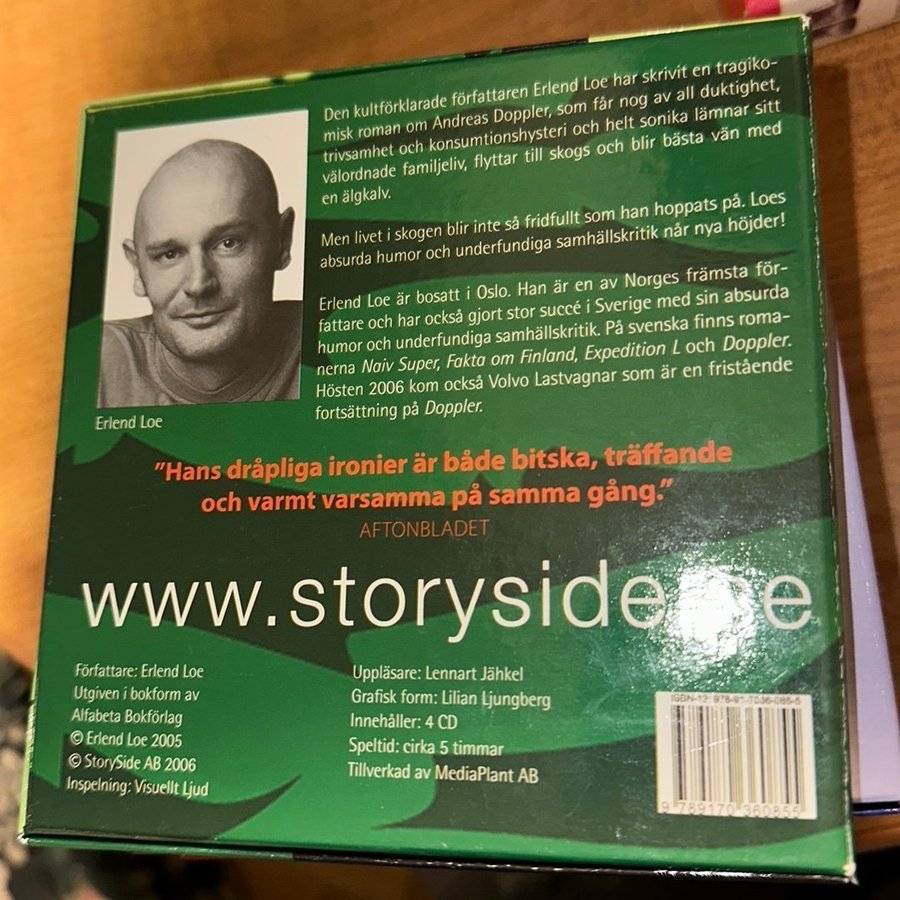 Den kultförklarade författaren Erlend Loe har skrivit en tragiko-
misk roman om Andreas Doppler, som får nog av all duktighet,
trivsamhet och konsumtionshysteri och helt sonika lämnar sitt
välordnade familjeliv, flyttar till skogs och blir bästa vän med
en älgkalv.
Men livet i skogen blir inte så fridfullt som han hoppats på. Loes
absurda humor och underfundiga samhällskritik når nya höjder!
Erlend Loe är bosatt i Oslo. Han är en av Norges främsta för-
fattare och har också gjort stor succé i Sverige med sin absurda
humor och underfundiga samhällskritik. På svenska finns roma-
nerna Naiv Super, Fakta om Finland, Expedition L och Doppler.
Hösten 2006 kom också Volvo Lastvagnar som är en fristående
fortsättning på Doppler.
Erlend Loe
"Hans dråpliga ironier är både bitska, träffande
och varmt varsamma på samma gång."
AFTONBLADET
www.storyside.se
Författare: Erlend Loe
Utgiven i bokform av
Alfabeta Bokförlag
© Erlend Loe 2005
© StorySide AB 2006
Inspelning: Visuellt Ljud
Uppläsare: Lennart Jähkel
Grafisk form: Lilian Ljungberg
Innehåller: 4 CD
Speltid: cirka 5 timmar
Tillverkad av MediaPlant AB
9 789170 360855